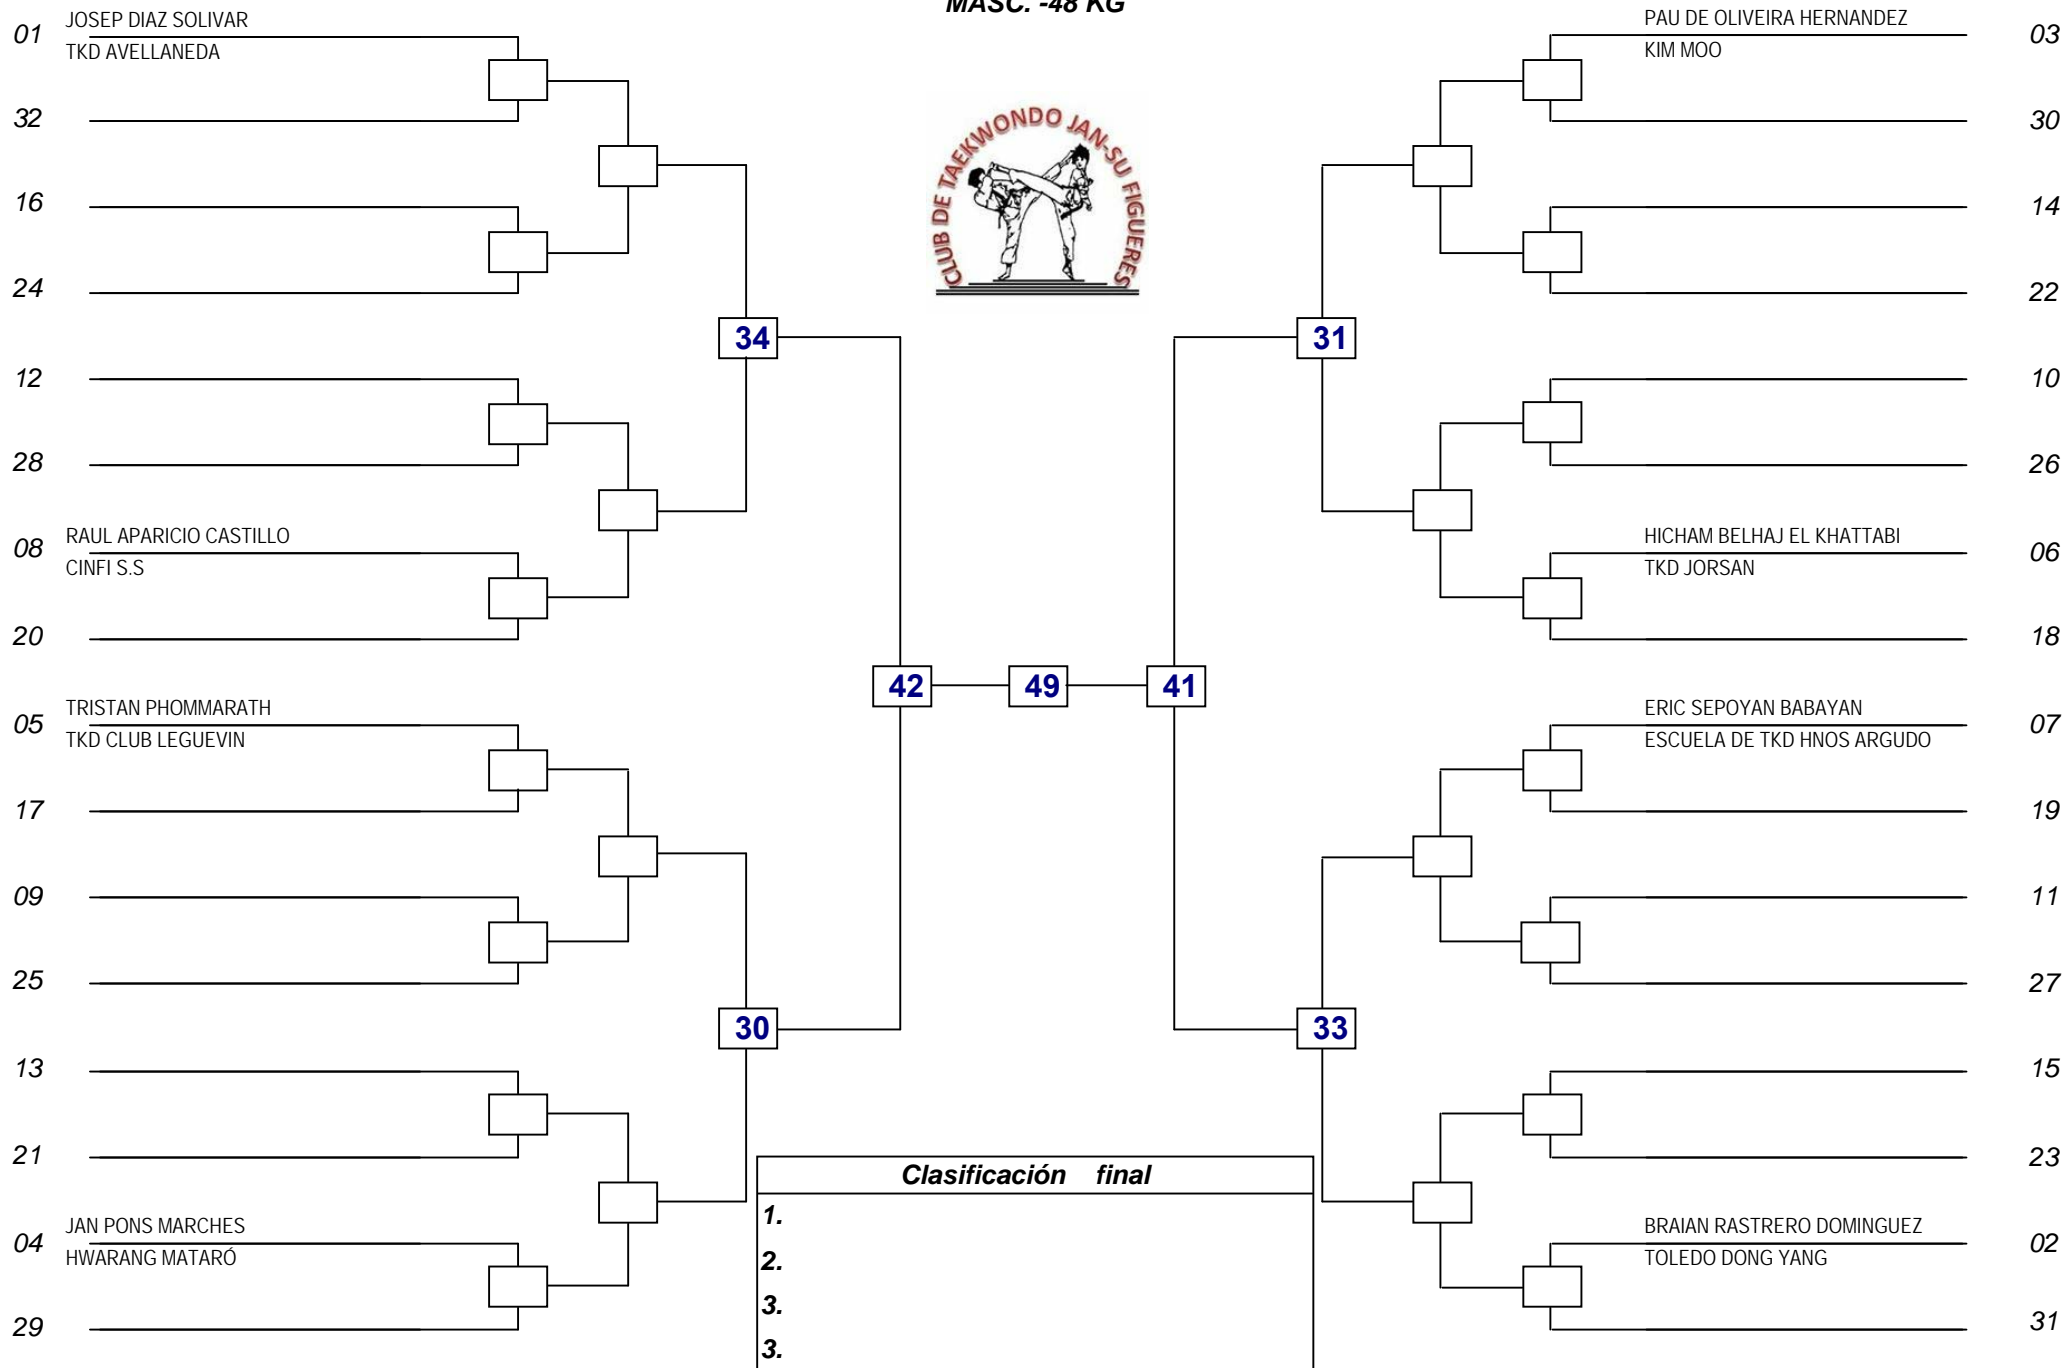 MASC. -48 KG
01 JOSEP DIAZ SOLIVAR
TKD AVELLANEDA
32
16
24
12
28
08 RAUL APARICIO CASTILLO
CINFI S.S
20
05 TRISTAN PHOMMARATH
TKD CLUB LEGUEVIN
17
09
25
13
21
04 JAN PONS MARCHES
HWARANG MATARÓ
29
34
30
42
49
41
31
33
CLUB DE TAEKWONDO JAN-SU FIGUERES
PAU DE OLIVEIRA HERNANDEZ 03
KIM MOO
30
14
22
10
26
HICHAM BELHAJ EL KHATTABI 06
TKD JORSAN
18
ERIC SEPOYAN BABAYAN 07
ESCUELA DE TKD HNOS ARGUDO
19
11
27
15
23
BRAIAN RASTRERO DOMINGUEZ 02
TOLEDO DONG YANG
31
Clasificación final
1.
2.
3.
3.